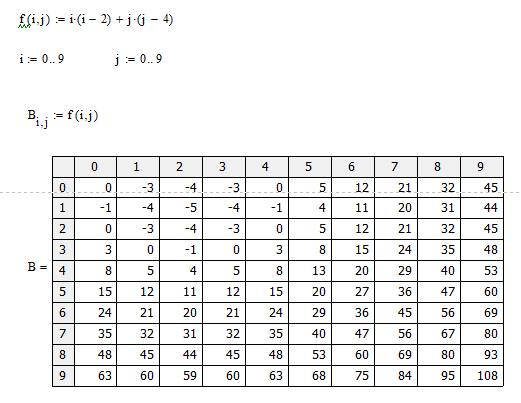 f(i,j) := i·(i − 2) + j·(j − 4)
i := 0..9 j := 0..9
B i,j := f(i,j)
0 1 2 3 4 5 6 7 8 9
0 0 -3 -4 -3 0 5 12 21 32 45
1 -1 -4 -5 -4 -1 4 11 20 31 44
2 0 -3 -4 -3 0 5 12 21 32 45
3 3 0 -1 0 3 8 15 24 35 48
B = 4 8 5 4 5 8 13 20 29 40 53
5 15 12 11 12 15 20 27 36 47 60
6 24 21 20 21 24 29 36 45 56 69
7 35 32 31 32 35 40 47 56 67 80
8 48 45 44 45 48 53 60 69 80 93
9 63 60 59 60 63 68 75 84 95 108